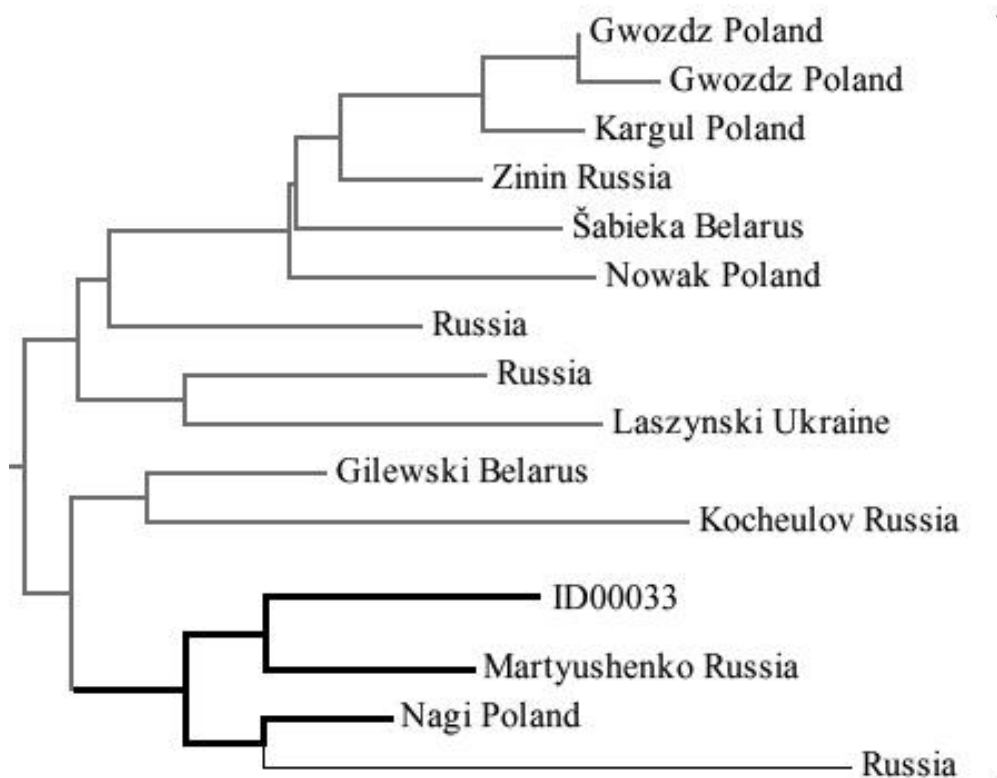 Gwozdz Poland
Gwozdz Poland
Kargul Poland
Zinin Russia
Šabieka Belarus
Nowak Poland
Russia
Russia
Laszynski Ukraine
Gilewski Belarus
Kocheulov Russia
ID00033
Martyushenko Russia
Nagi Poland
Russia